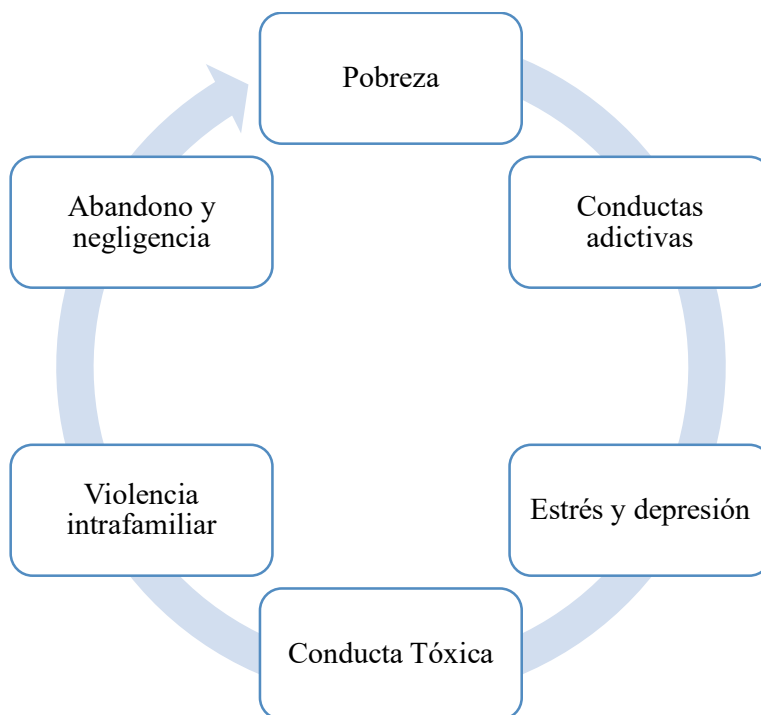 Pobreza
Conductas
adictivas
Estrés y depresión
Conducta Tóxica
Violencia
intrafamiliar
Abandono y
negligencia